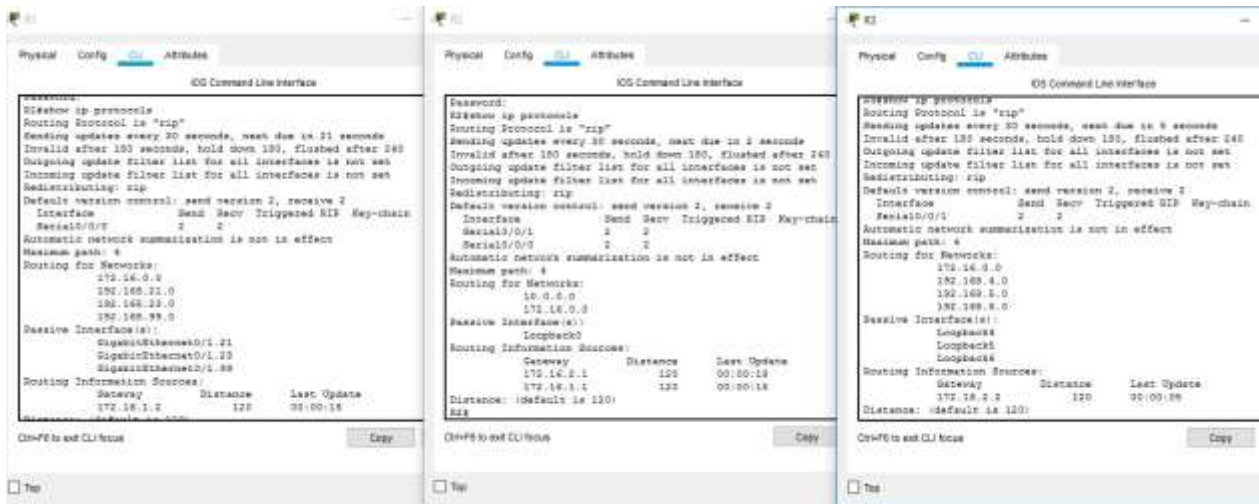 R1
Physical Config CLI Attributes
IOS Command Line Interface
Password:
R1#show ip protocols
Routing Protocol is "rip"
Sending updates every 30 seconds, next due in 21 seconds
Invalid after 180 seconds, hold down 180, flushed after 240
Outgoing update filter list for all interfaces is not set
Incoming update filter list for all interfaces is not set
Redistributing: rip
Default version control: send version 2, receive 2
Interface Send Recv Triggered RIP Key-chain
Serial0/0/0 2 2
Automatic network summarization is not in effect
Maximum path: 4
Routing for Networks:
172.16.0.0
192.168.21.0
192.168.23.0
192.168.99.0
Passive Interface(s):
GigabitEthernet0/1.21
GigabitEthernet0/1.23
GigabitEthernet0/1.99
Routing Information Sources:
Gateway Distance Last Update
172.16.1.2 120
Distance: (default is 120)
Ctrl+F6 to exit CLI focus
Copy
Top
R2
Physical Config CLI Attributes
IOS Command Line Interface
Password:
R2#show ip protocols
Routing Protocol is "rip"
Sending updates every 30 seconds, next due in 2 seconds
Invalid after 180 seconds, hold down 180, flushed after 240
Outgoing update filter list for all interfaces is not set
Incoming update filter list for all interfaces is not set
Redistributing: rip
Default version control: send version 2, receive 2
Interface Send Recv Triggered RIP Key-chain
Serial0/0/1 2 2
Serial0/0/0 2 2
Automatic network summarization is not in effect
Maximum path: 4
Routing for Networks:
10.0.0.0
172.16.0.0
Passive Interface(s):
Loopback0
Routing Information Sources:
Gateway Distance Last Update
172.16.2.1 120
172.16.1.1 120
Distance: (default is 120)
R2#
Ctrl+F6 to exit CLI focus
Copy
Top
R3
Physical Config CLI Attributes
IOS Command Line Interface
R3#show ip protocols
Routing Protocol is "rip"
Sending updates every 30 seconds, next due in seconds
Invalid after 180 seconds, hold down 180, flushed after 240
Outgoing update filter list for all interfaces is not set
Incoming update filter list for all interfaces is not set
Redistributing: rip
Default version control: send version 2, receive 2
Interface Send Recv Triggered RIP Key-chain
Serial0/0/1 2 2
Automatic network summarization is not in effect
Maximum path: 4
Routing for Networks:
172.16.0.0
192.168.4.0
192.168.5.0
192.168.6.0
Passive Interface(s):
Loopback4
Loopback5
Loopback6
Routing Information Sources:
Gateway Distance Last Update
172.16.2.2 120
Distance: (default is 120)
Ctrl+F6 to exit CLI focus
Copy
Top